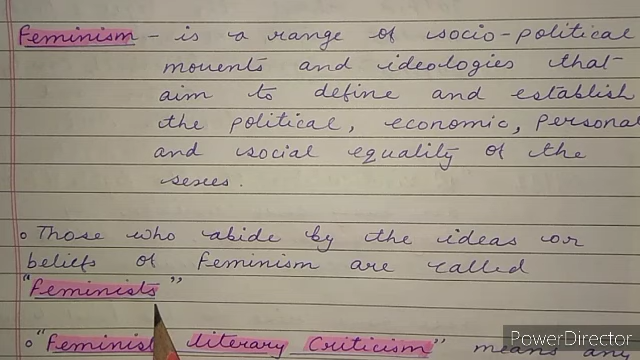 Feminism - is a range of socio-political
movents and ideologies that
aim to define and establish
the political, economic, personal
and social equality of the
sexes.
o Those who abide by the ideas or
beliefs of Feminism are called
"Feminists"
o "Feminist literary Criticism" means any
PowerDirector